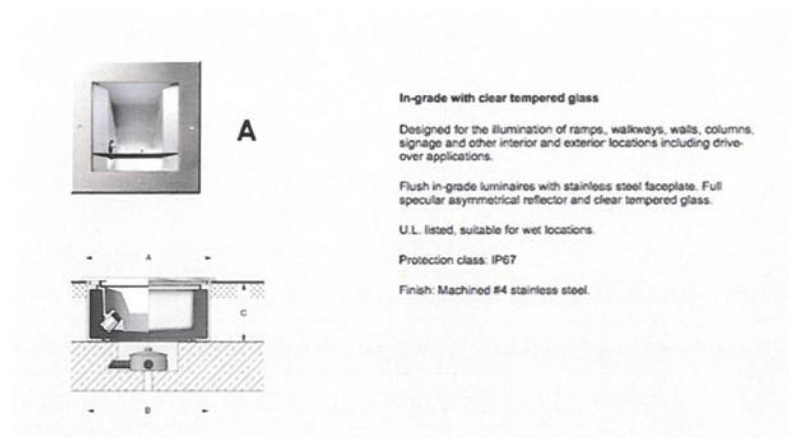 A
In-grade with clear tempered glass
Designed for the illumination of ramps, walkways, walls, columns,
signage and other interior and exterior locations including drive-
over applications.
Flush in-grade luminaires with stainless steel faceplate. Full
specular asymmetrical reflector and clear tempered glass.
U.L. listed, suitable for wet locations.
Protection class: IP67
Finish: Machined #4 stainless steel.
A
C
B